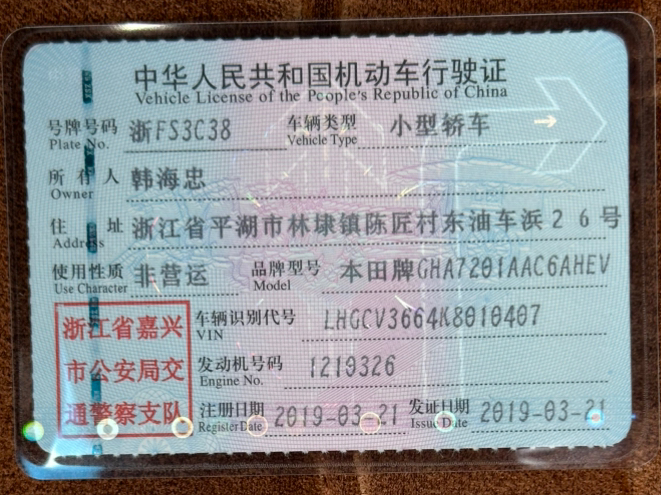 中华人民共和国机动车行驶证
Vehicle License of the People's Republic of China
号牌号码 浙FS3C38 车辆类型 小型轿车
Plate No. Vehicle Type
所有人 韩海忠
Owner
住址 浙江省平湖市林埭镇陈匠村东油车浜26号
Address
使用性质 非营运 品牌型号 本田牌GHA7201AAC6AHEV
Use Character Model
浙江省嘉兴 车辆识别代号 LHGCV3664K8010407
VIN
市公安局交 发动机号码 1219326
Engine No.
通警察支队 注册日期 2019-03-21 发证日期 2019-03-21
Register Date Issue Date